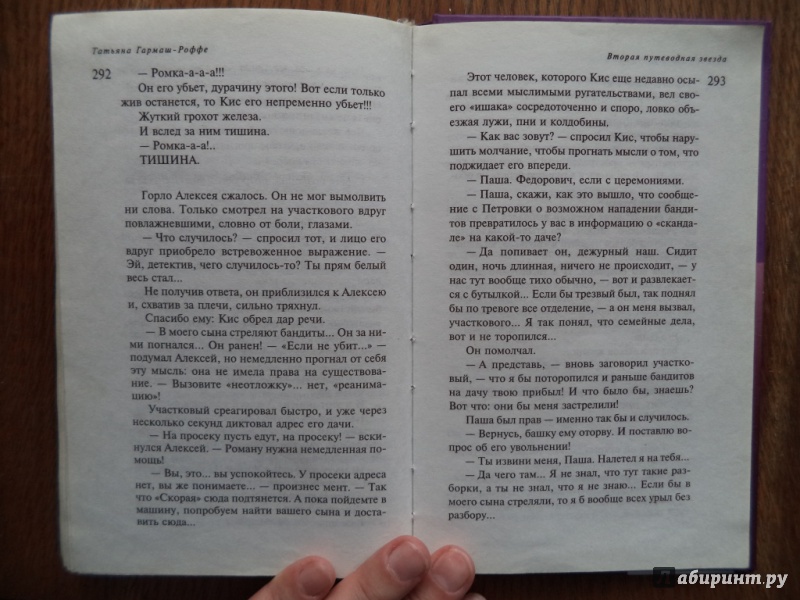 Татьяна Гармаш-Роффе
292
— Ромка-а-а-а!!!
Он его убьет, дурачину этого! Вот если только
жив останется, то Кис его непременно убьет!!!
Жуткий грохот железа.
И вслед за ним тишина.
— Ромка-а-а!..
ТИШИНА.
Горло Алексея сжалось. Он не мог вымолвить
ни слова. Только смотрел на участкового вдруг
повлажневшими, словно от боли, глазами.
— Что случилось? — спросил тот, и лицо его
вдруг приобрело встревоженное выражение. —
Эй, детектив, чего случилось-то? Ты прям белый
весь стал...
Не получив ответа, он приблизился к Алексею
и, схватив за плечи, сильно тряхнул.
Спасибо ему: Кис обрел дар речи.
— В моего сына стреляют бандиты... Он за ни-
ми погнался... Он ранен! — «Если не убит...» —
подумал Алексей, но немедленно прогнал от себя
эту мысль: она не имела права на существова-
ние. — Вызовите «неотложку»... нет, «реанима-
цию»!
Участковый среагировал быстро, и уже через
несколько секунд диктовал адрес его дачи.
— На просеку пусть едут, на просеку! — вски-
нулся Алексей. — Роману нужна немедленная по-
мощь!
— Вы, это... вы успокойтесь. У просеки адреса
нет, вы же понимаете... — произнес мент. — Так
что «Скорая» сюда подтянется. А пока пойдемте в
машину, попробуем найти вашего сына и доста-
вить сюда...
Вторая путеводная звезда
293
Этот человек, которого Кис еще недавно осы-
пал всеми мыслимыми ругательствами, вел сво-
его «ишака» сосредоточенно и споро, ловко объ-
езжая лужи, пни и колдобины.
— Как вас зовут? — спросил Кис, чтобы нару-
шить молчание, чтобы прогнать мысли о том, что
поджидает его впереди.
— Паша. Федорович, если с церемониями.
— Паша, скажи, как это вышло, что сообще-
ние с Петровки о возможном нападении банди-
тов превратилось у вас в информацию о «сканда-
ле» на какой-то даче?
— Да попивает он, дежурный наш. Сидит
один, ночь длинная, ничего не происходит, — у
нас тут вообще тихо обычно, — вот и развлекает-
ся с бутылкой... Если бы трезвый был, так поднял
бы по тревоге все отделение, — а он меня вызвал,
участкового... Я так понял, что семейные дела,
вот и не торопился...
Он помолчал.
— А представь, — вновь заговорил участко-
вый, — что я бы поторопился и раньше бандитов
на дачу твою прибыл! И что было бы, знаешь?
Вот что: они бы меня застрелили!
Паша был прав — именно так бы и случилось.
— Вернусь, башку ему оторву. И поставлю во-
прос об его увольнении!
— Ты извини меня, Паша. Налетел я на тебя...
— Да чего там... Я не знал, что тут такие раз-
борки, а ты не знал, что я не знал... Если бы в
моего сына стреляли, то я б вообще всех урыл без
разбору...
абиринт.ру